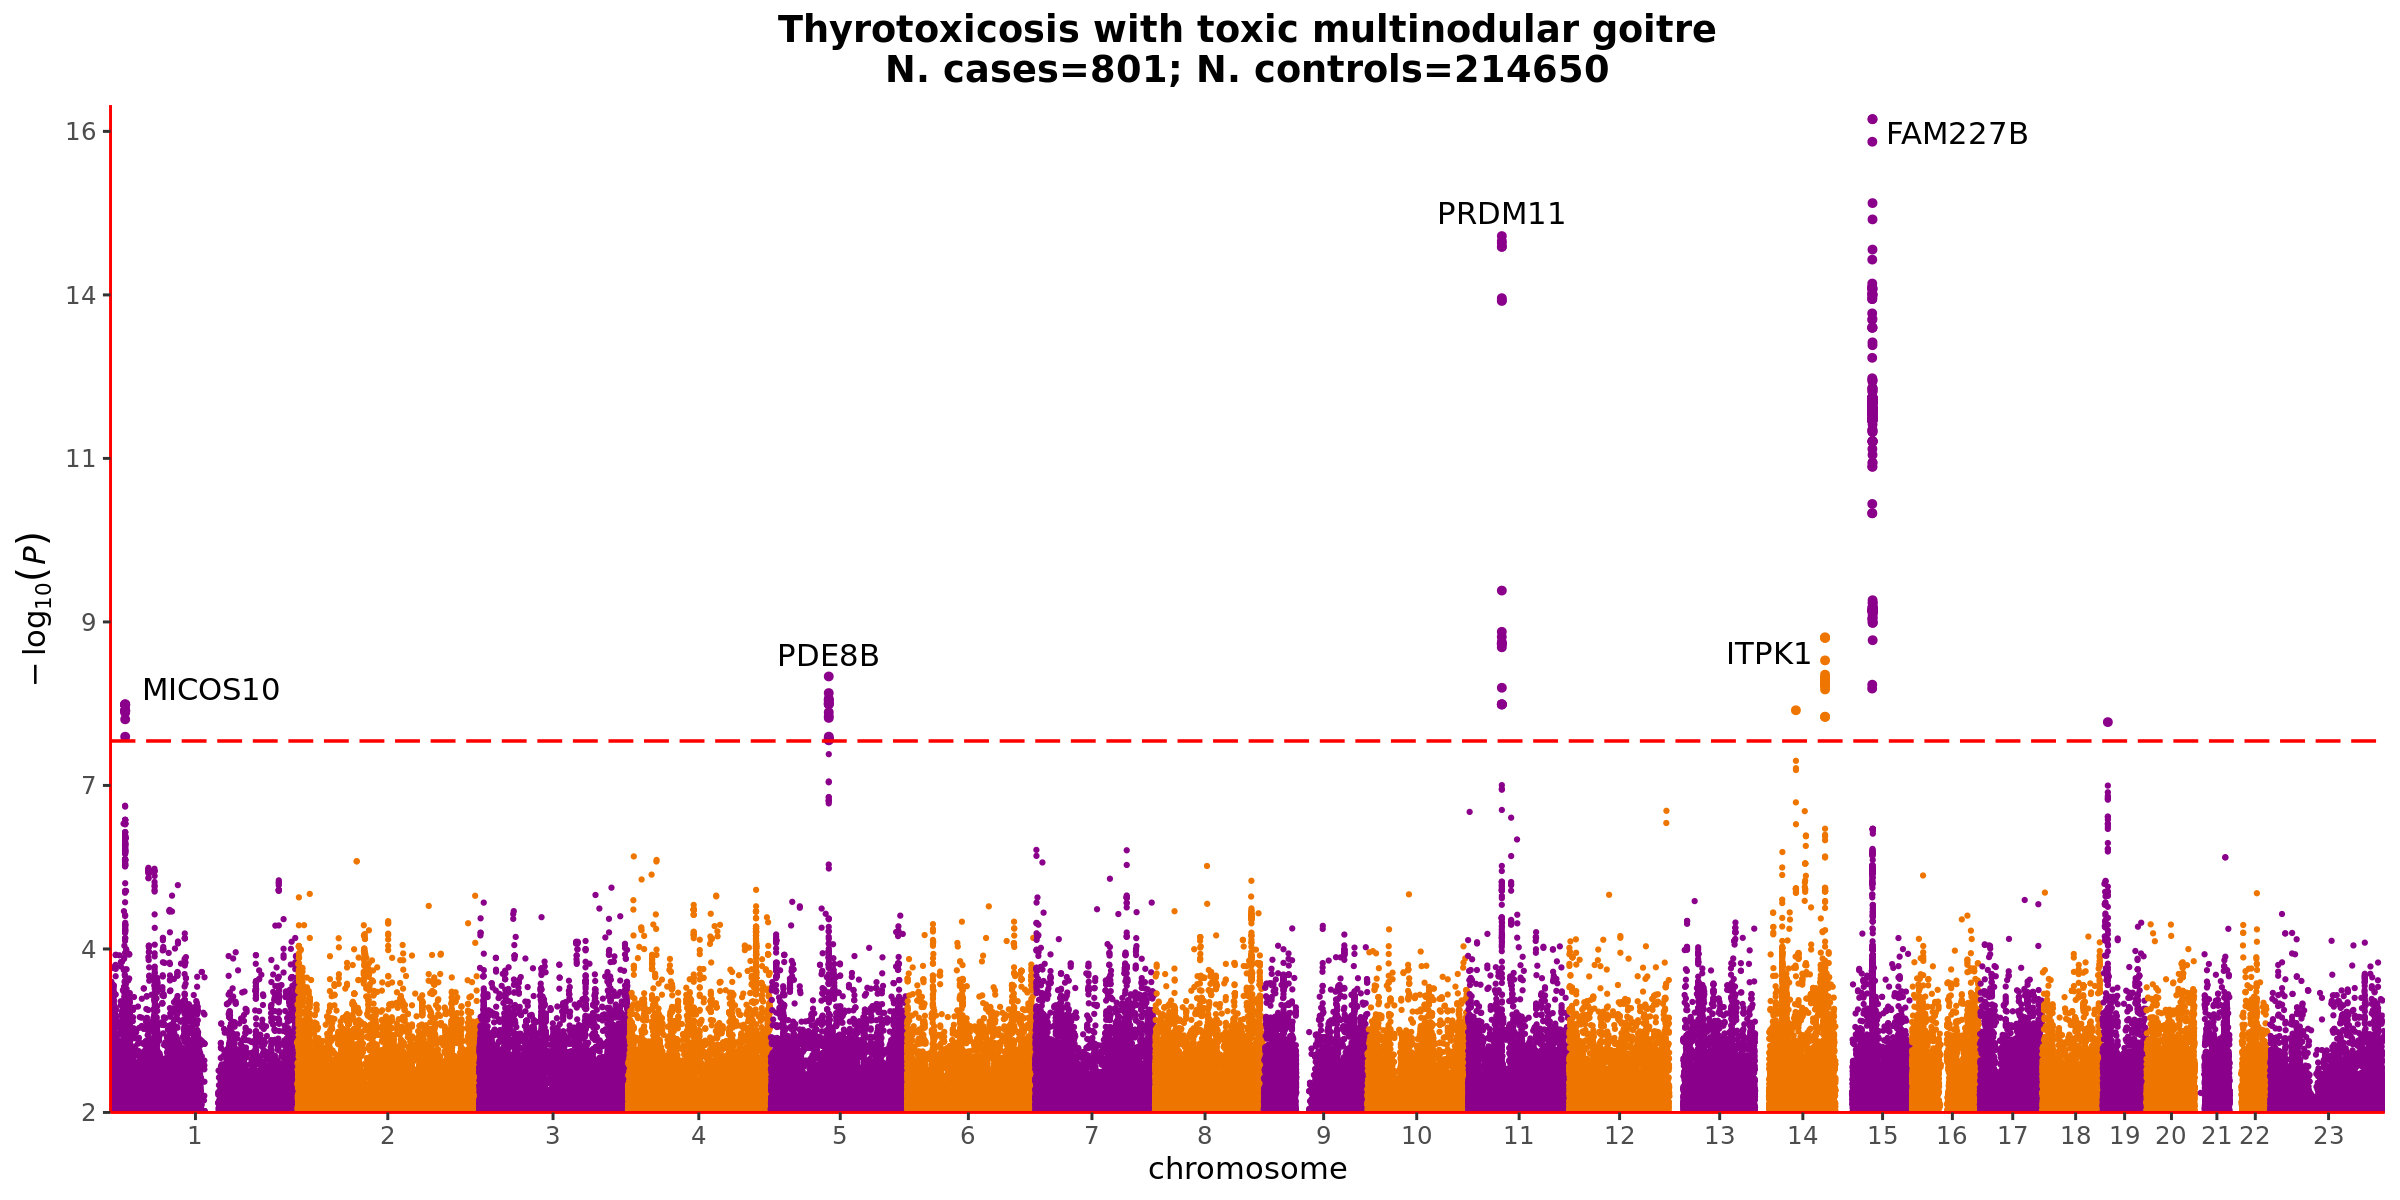 Thyrotoxicosis with toxic multinodular goitre
N. cases=801; N. controls=214650
16
FAM227B
PRDM11
14
11
9
PDE8B
ITPK1
MICOS10
7
4
2
−log₁₀(P)
1 2 3 4 5 6 7 8 9 10 11 12 13 14 15 16 17 18 19 20 21 22 23
chromosome